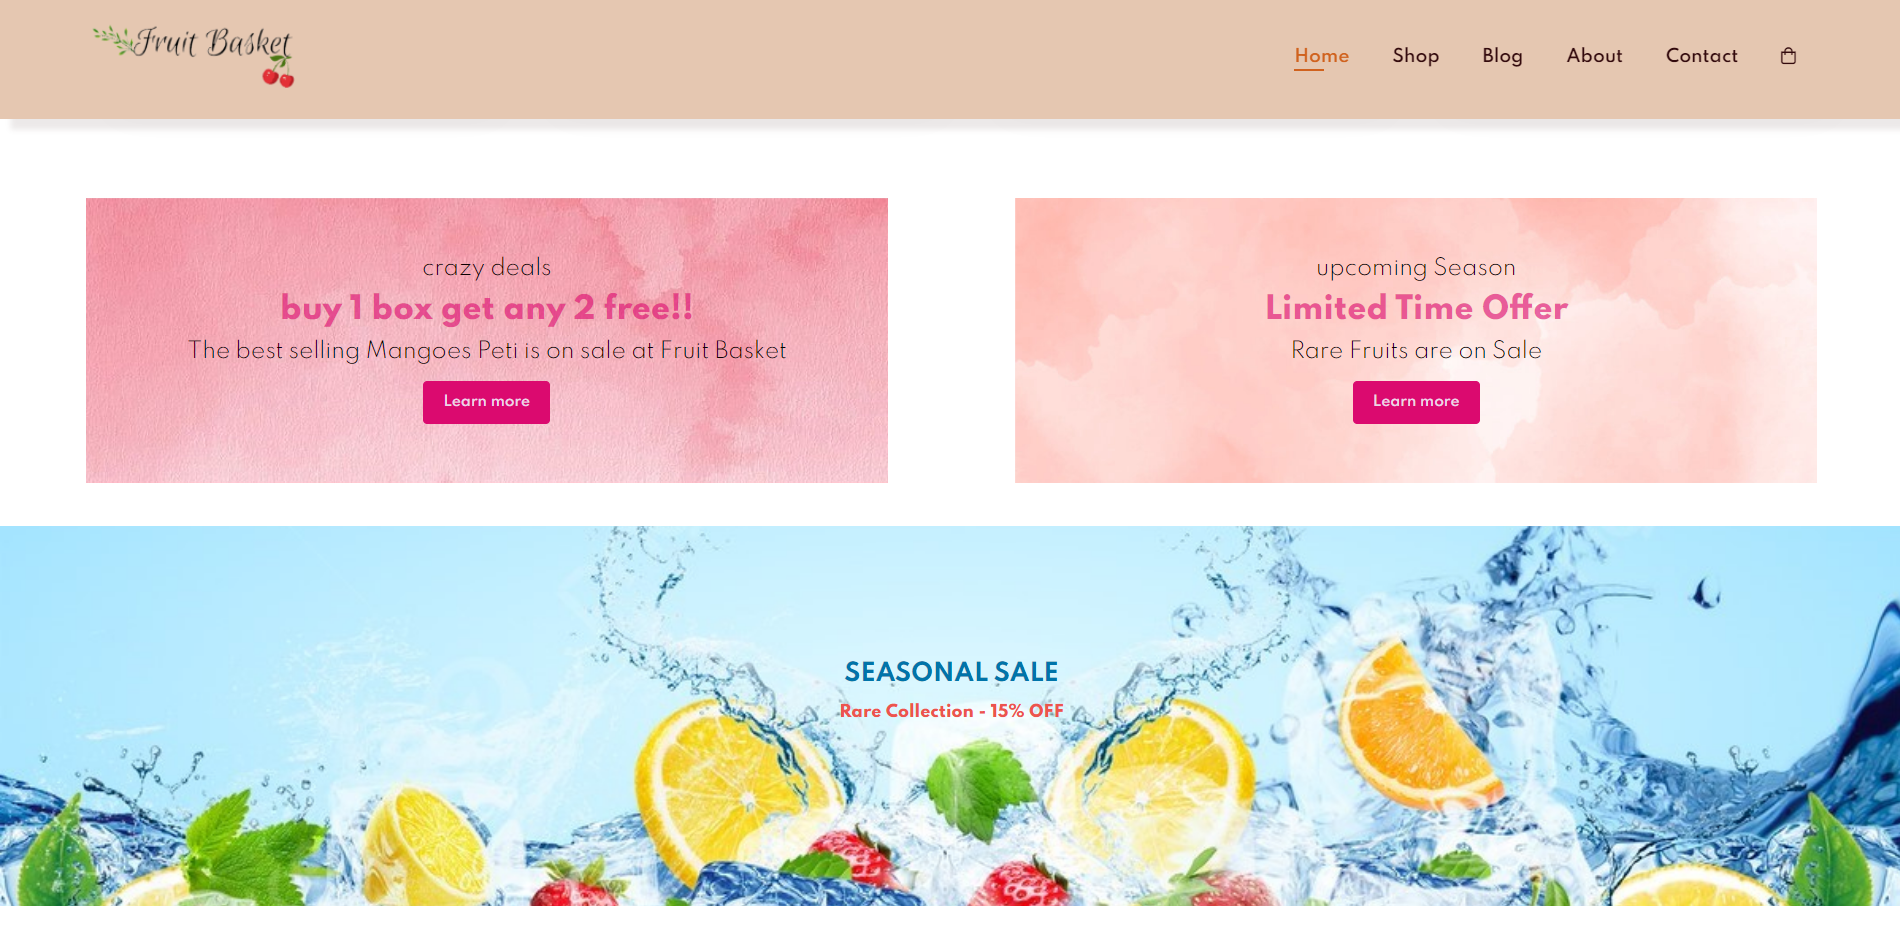 Fruit Basket
Home Shop Blog About Contact
crazy deals
buy 1 box get any 2 free!!
The best selling Mangoes Peti is on sale at Fruit Basket
Learn more
upcoming Season
Limited Time Offer
Rare Fruits are on Sale
Learn more
SEASONAL SALE
Rare Collection - 15% OFF